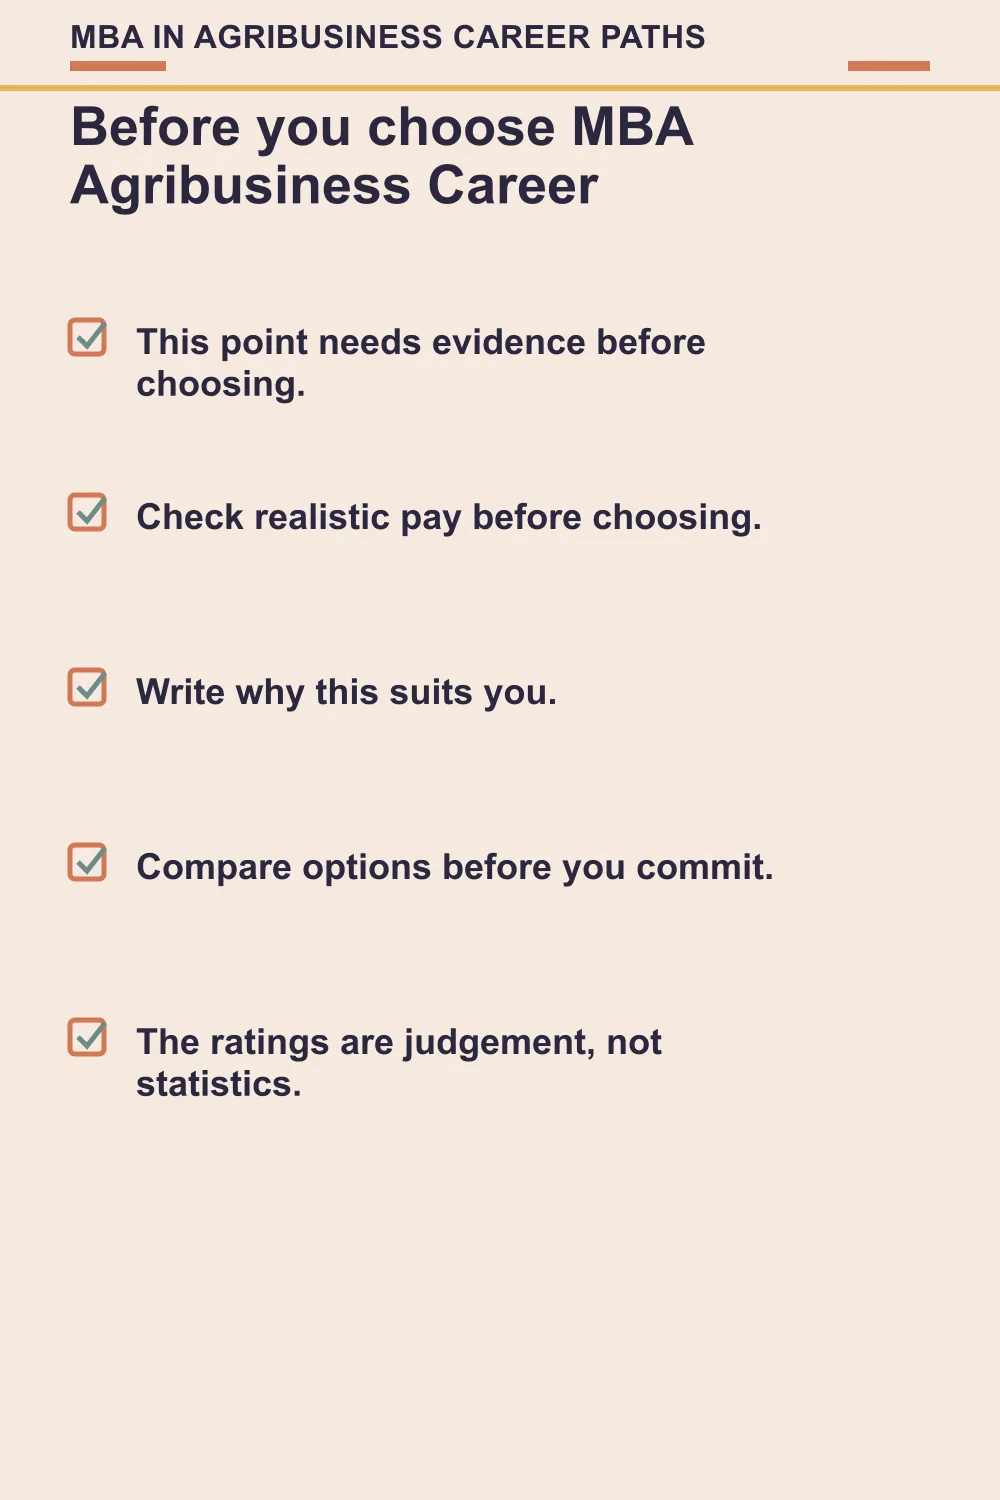 MBA IN AGRIBUSINESS CAREER PATHS
Before you choose MBA
Agribusiness Career
This point needs evidence before
choosing.
Check realistic pay before choosing.
Write why this suits you.
Compare options before you commit.
The ratings are judgement, not
statistics.